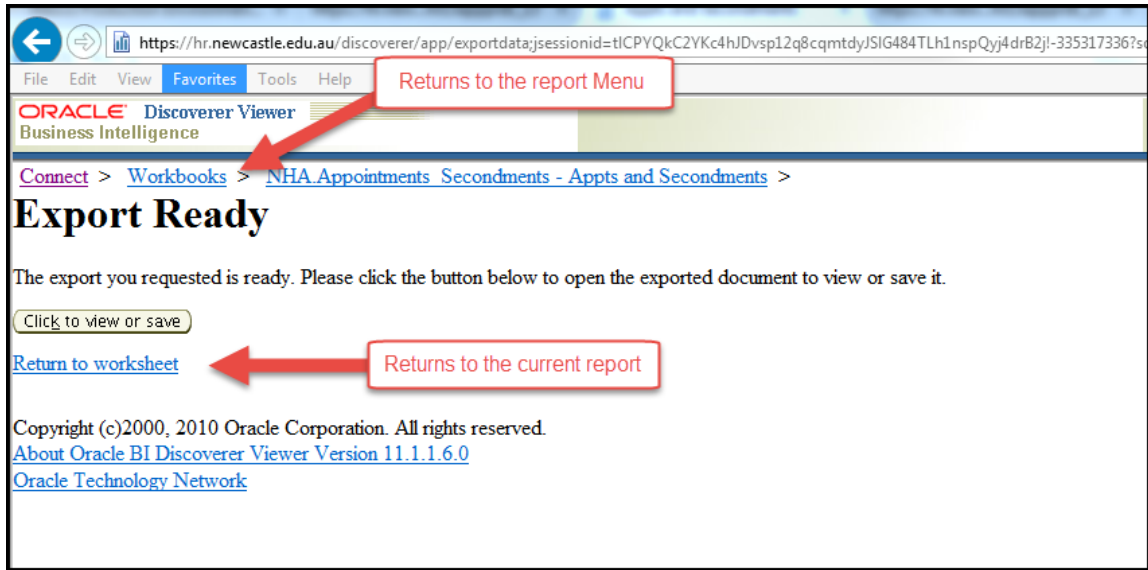 https://hr.newcastle.edu.au/discoverer/app/exportdata;jsessionid=tICPYQkC2YKc4hJDvsp12q8cqmtdyJSIG484TLh1nspQyj4drB2j!-335317336?s
File Edit View Favorites Tools Help
Returns to the report Menu
ORACLE Discoverer Viewer
Business Intelligence
Connect > Workbooks > NHA.Appointments Secondments - Appts and Secondments >
Export Ready
The export you requested is ready. Please click the button below to open the exported document to view or save it.
Click to view or save
Return to worksheet
Returns to the current report
Copyright (c)2000, 2010 Oracle Corporation. All rights reserved.
About Oracle BI Discoverer Viewer Version 11.1.1.6.0
Oracle Technology Network